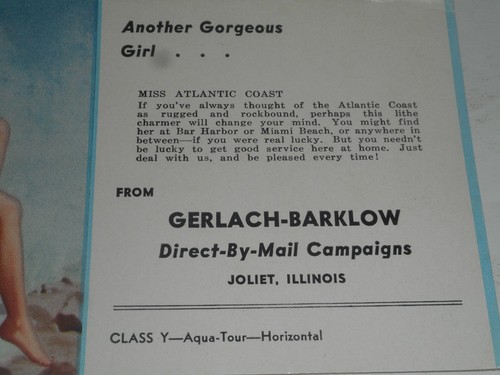 Another Gorgeous
Girl . . .
MISS ATLANTIC COAST
If you've always thought of the Atlantic Coast
as rugged and rockbound, perhaps this lithe
charmer will change your mind. You might find
her at Bar Harbor or Miami Beach, or anywhere in
between—if you were real lucky. But you needn't
be lucky to get good service here at home. Just
deal with us, and be pleased every time!
FROM
GERLACH-BARKLOW
Direct-By-Mail Campaigns
JOLIET, ILLINOIS
CLASS Y—Aqua-Tour—Horizontal